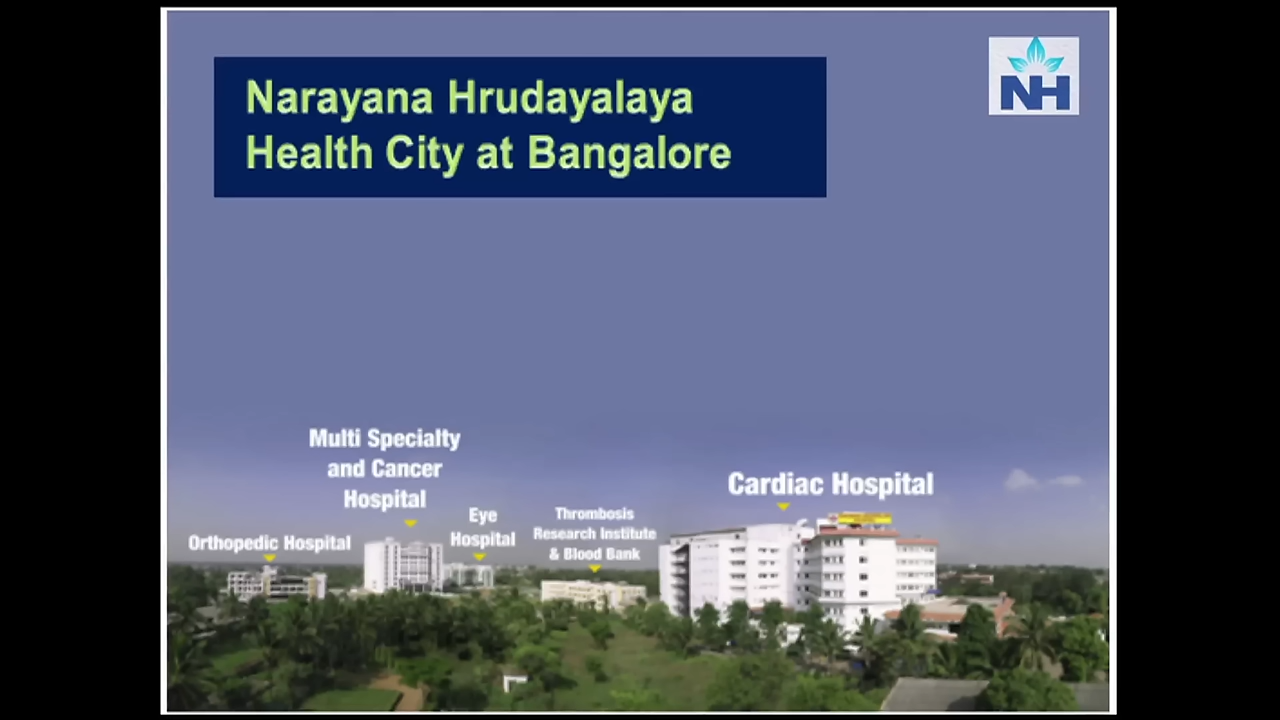 Narayana Hrudayalaya
Health City at Bangalore
NH
Multi Specialty
and Cancer
Hospital
Orthopedic Hospital
Eye
Hospital
Thrombosis
Research Institute
& Blood Bank
Cardiac Hospital